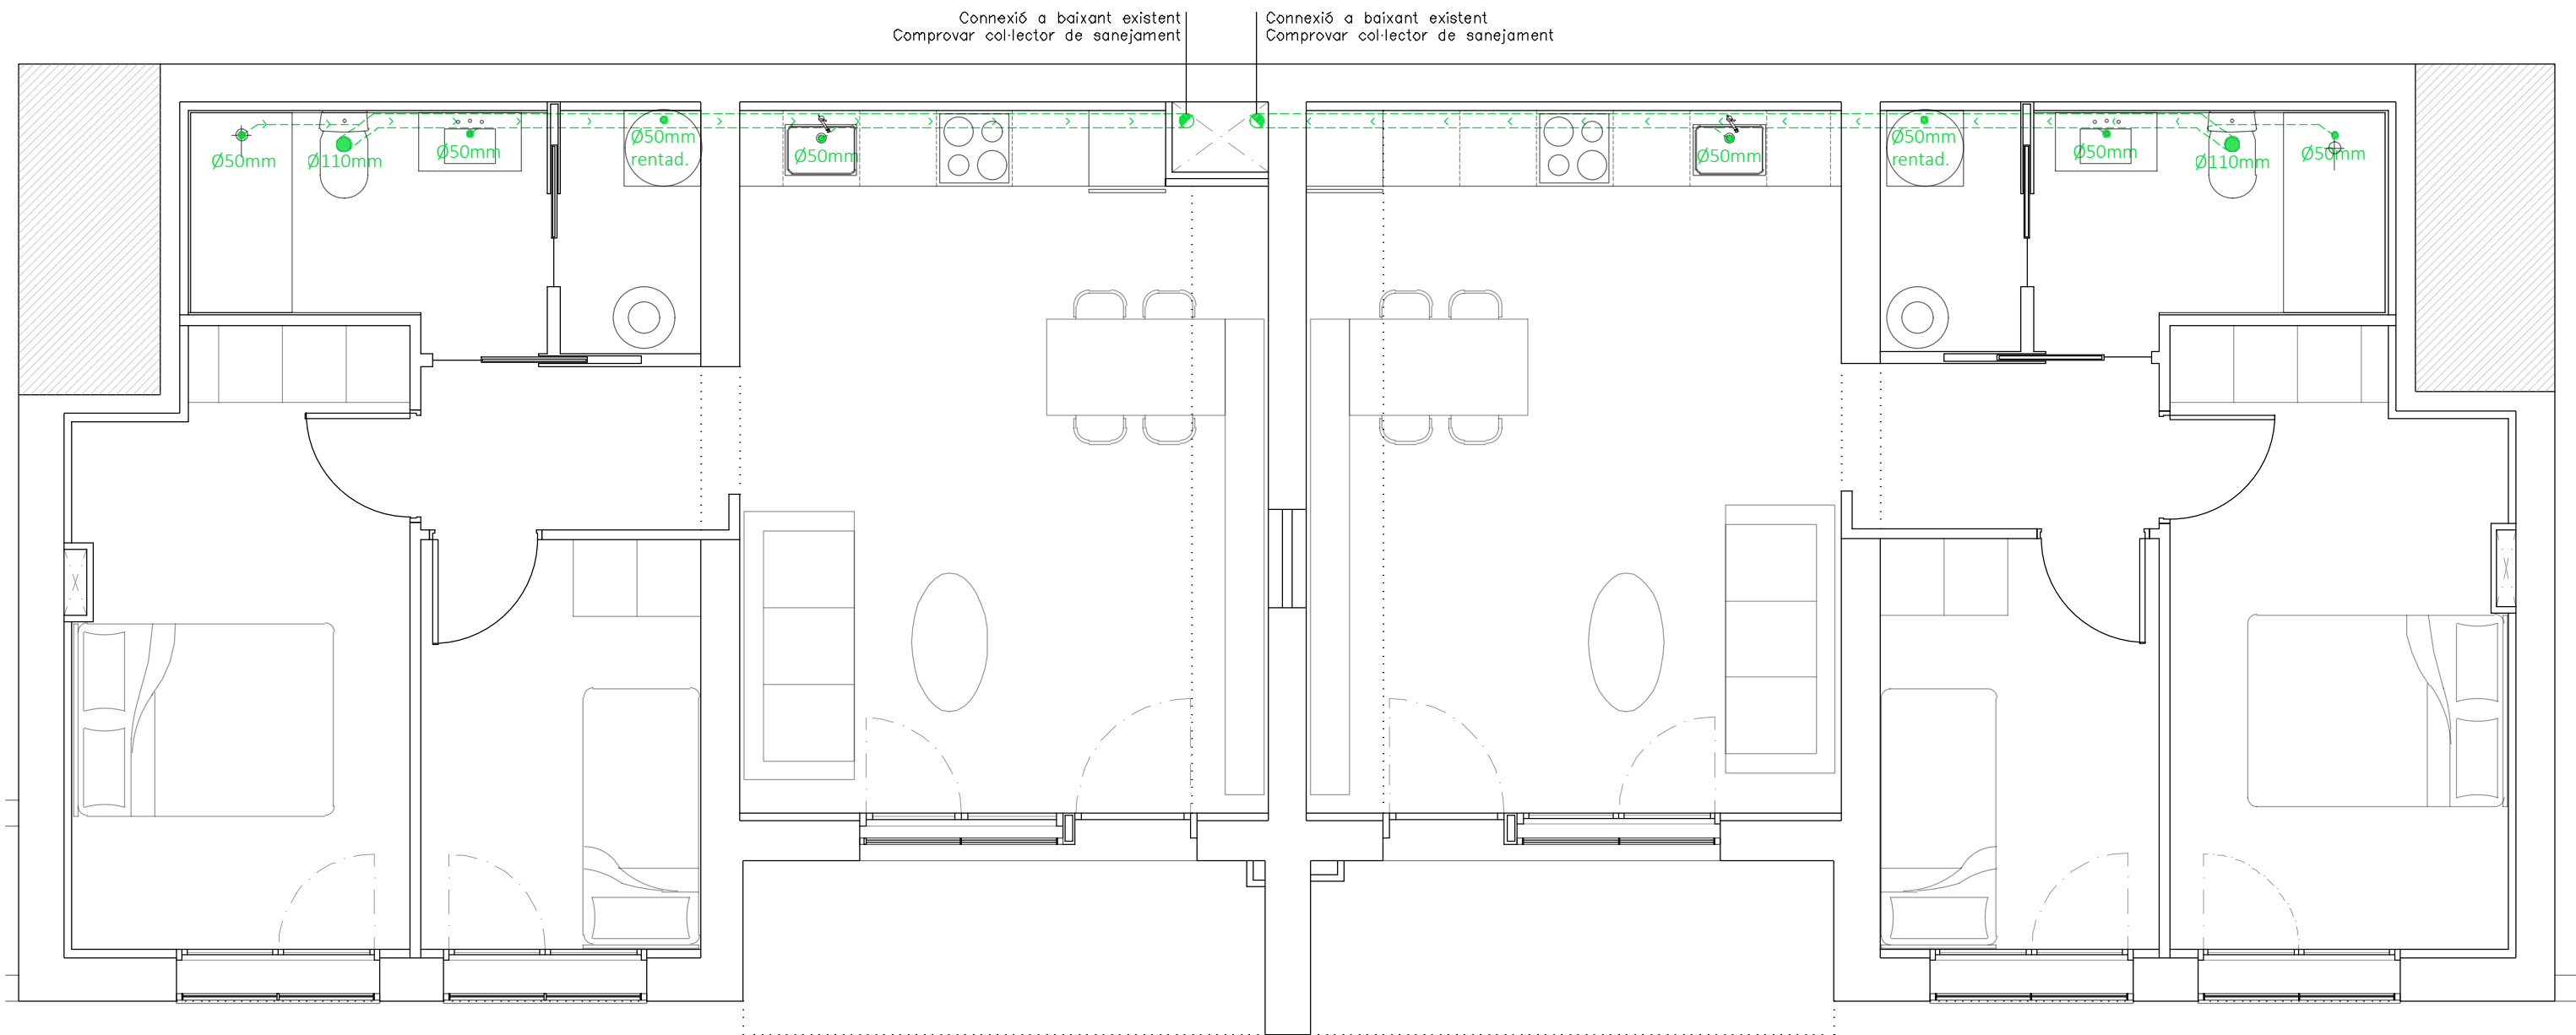 Connexió a baixant existent
Comprovar col·lector de sanejament
Connexió a baixant existent
Comprovar col·lector de sanejament
Ø50mm
Ø110mm
Ø50mm
Ø50mm
rentad.
Ø50mm
Ø50mm
Ø50mm
rentad.
Ø50mm
Ø110mm
Ø50mm